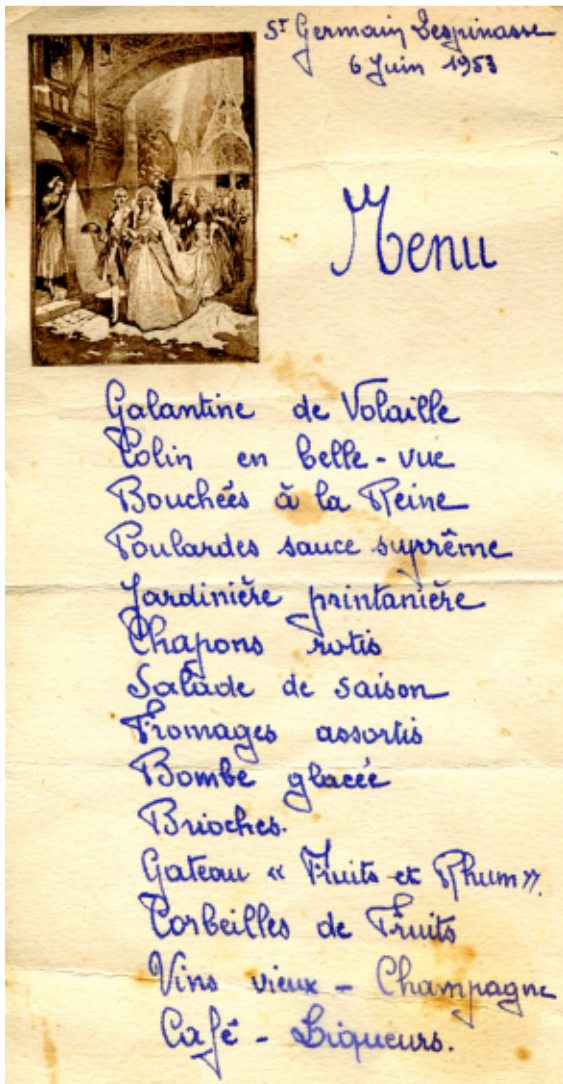 St Germain Lespinasse
6 Juin 1953
Menu
Galantine de Volaille
Colin en belle-vue
Bouchées à la Reine
Poulardes sauce suprême
Jardinière printanière
Chapons rotis
Salade de saison
Fromages assortis
Bombe glacée
Brioches.
Gateau « Fruits et Rhum ».
Corbeilles de Fruits
Vins vieux - Champagne
Café - Liqueurs.